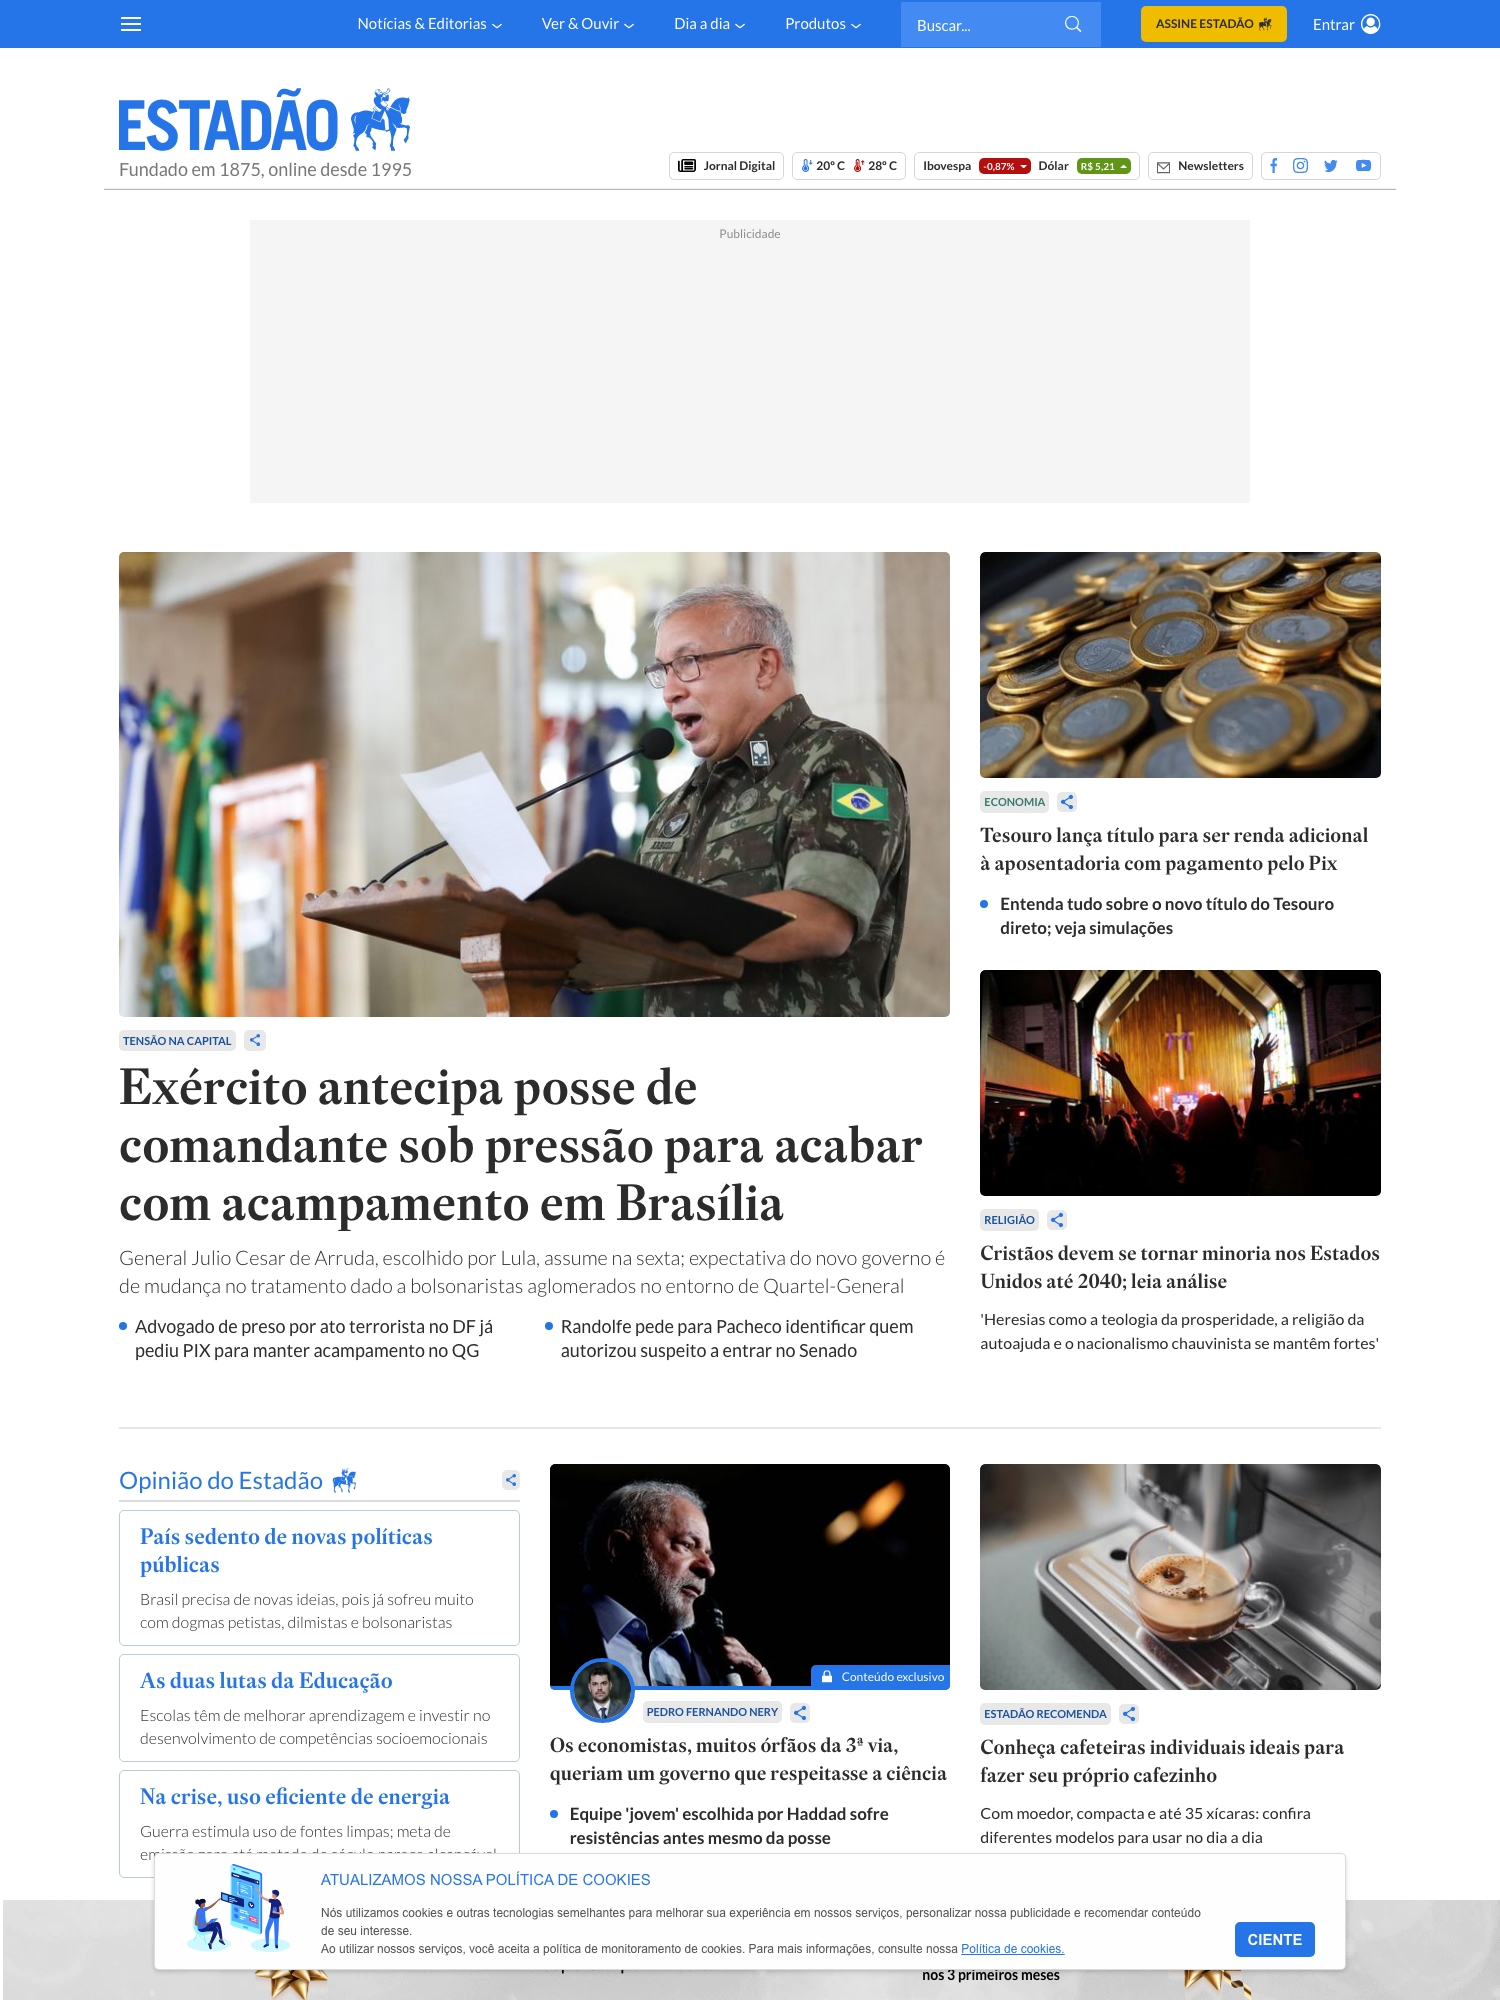 Notícias & Editorias
Ver & Ouvir
Dia a dia
Produtos
Buscar...
ASSINE ESTADÃO
Entrar
ESTADÃO
Fundado em 1875, online desde 1995
Jornal Digital
20º C
28º C
Ibovespa
-0,87%
Dólar
R$ 5,21
Newsletters
Publicidade
TENSÃO NA CAPITAL
Exército antecipa posse de
comandante sob pressão para acabar
com acampamento em Brasília
General Julio Cesar de Arruda, escolhido por Lula, assume na sexta; expectativa do novo governo é
de mudança no tratamento dado a bolsonaristas aglomerados no entorno de Quartel-General
Advogado de preso por ato terrorista no DF já
pediu PIX para manter acampamento no QG
Randolfe pede para Pacheco identificar quem
autorizou suspeito a entrar no Senado
ECONOMIA
Tesouro lança título para ser renda adicional
à aposentadoria com pagamento pelo Pix
Entenda tudo sobre o novo título do Tesouro
direto; veja simulações
RELIGIÃO
Cristãos devem se tornar minoria nos Estados
Unidos até 2040; leia análise
'Heresias como a teologia da prosperidade, a religião da
autoajuda e o nacionalismo chauvinista se mantêm fortes'
Opinião do Estadão
País sedento de novas políticas
públicas
Brasil precisa de novas ideias, pois já sofreu muito
com dogmas petistas, dilmistas e bolsonaristas
As duas lutas da Educação
Escolas têm de melhorar aprendizagem e investir no
desenvolvimento de competências socioemocionais
Na crise, uso eficiente de energia
Guerra estimula uso de fontes limpas; meta de
Conteúdo exclusivo
PEDRO FERNANDO NERY
Os economistas, muitos órfãos da 3ª via,
queriam um governo que respeitasse a ciência
Equipe 'jovem' escolhida por Haddad sofre
resistências antes mesmo da posse
ESTADÃO RECOMENDA
Conheça cafeteiras individuais ideais para
fazer seu próprio cafezinho
Com moedor, compacta e até 35 xícaras: confira
diferentes modelos para usar no dia a dia
ATUALIZAMOS NOSSA POLÍTICA DE COOKIES
Nós utilizamos cookies e outras tecnologias semelhantes para melhorar sua experiência em nossos serviços, personalizar nossa publicidade e recomendar conteúdo
de seu interesse.
Ao utilizar nossos serviços, você aceita a política de monitoramento de cookies. Para mais informações, consulte nossa Política de cookies.
CIENTE
nos 3 primeiros meses